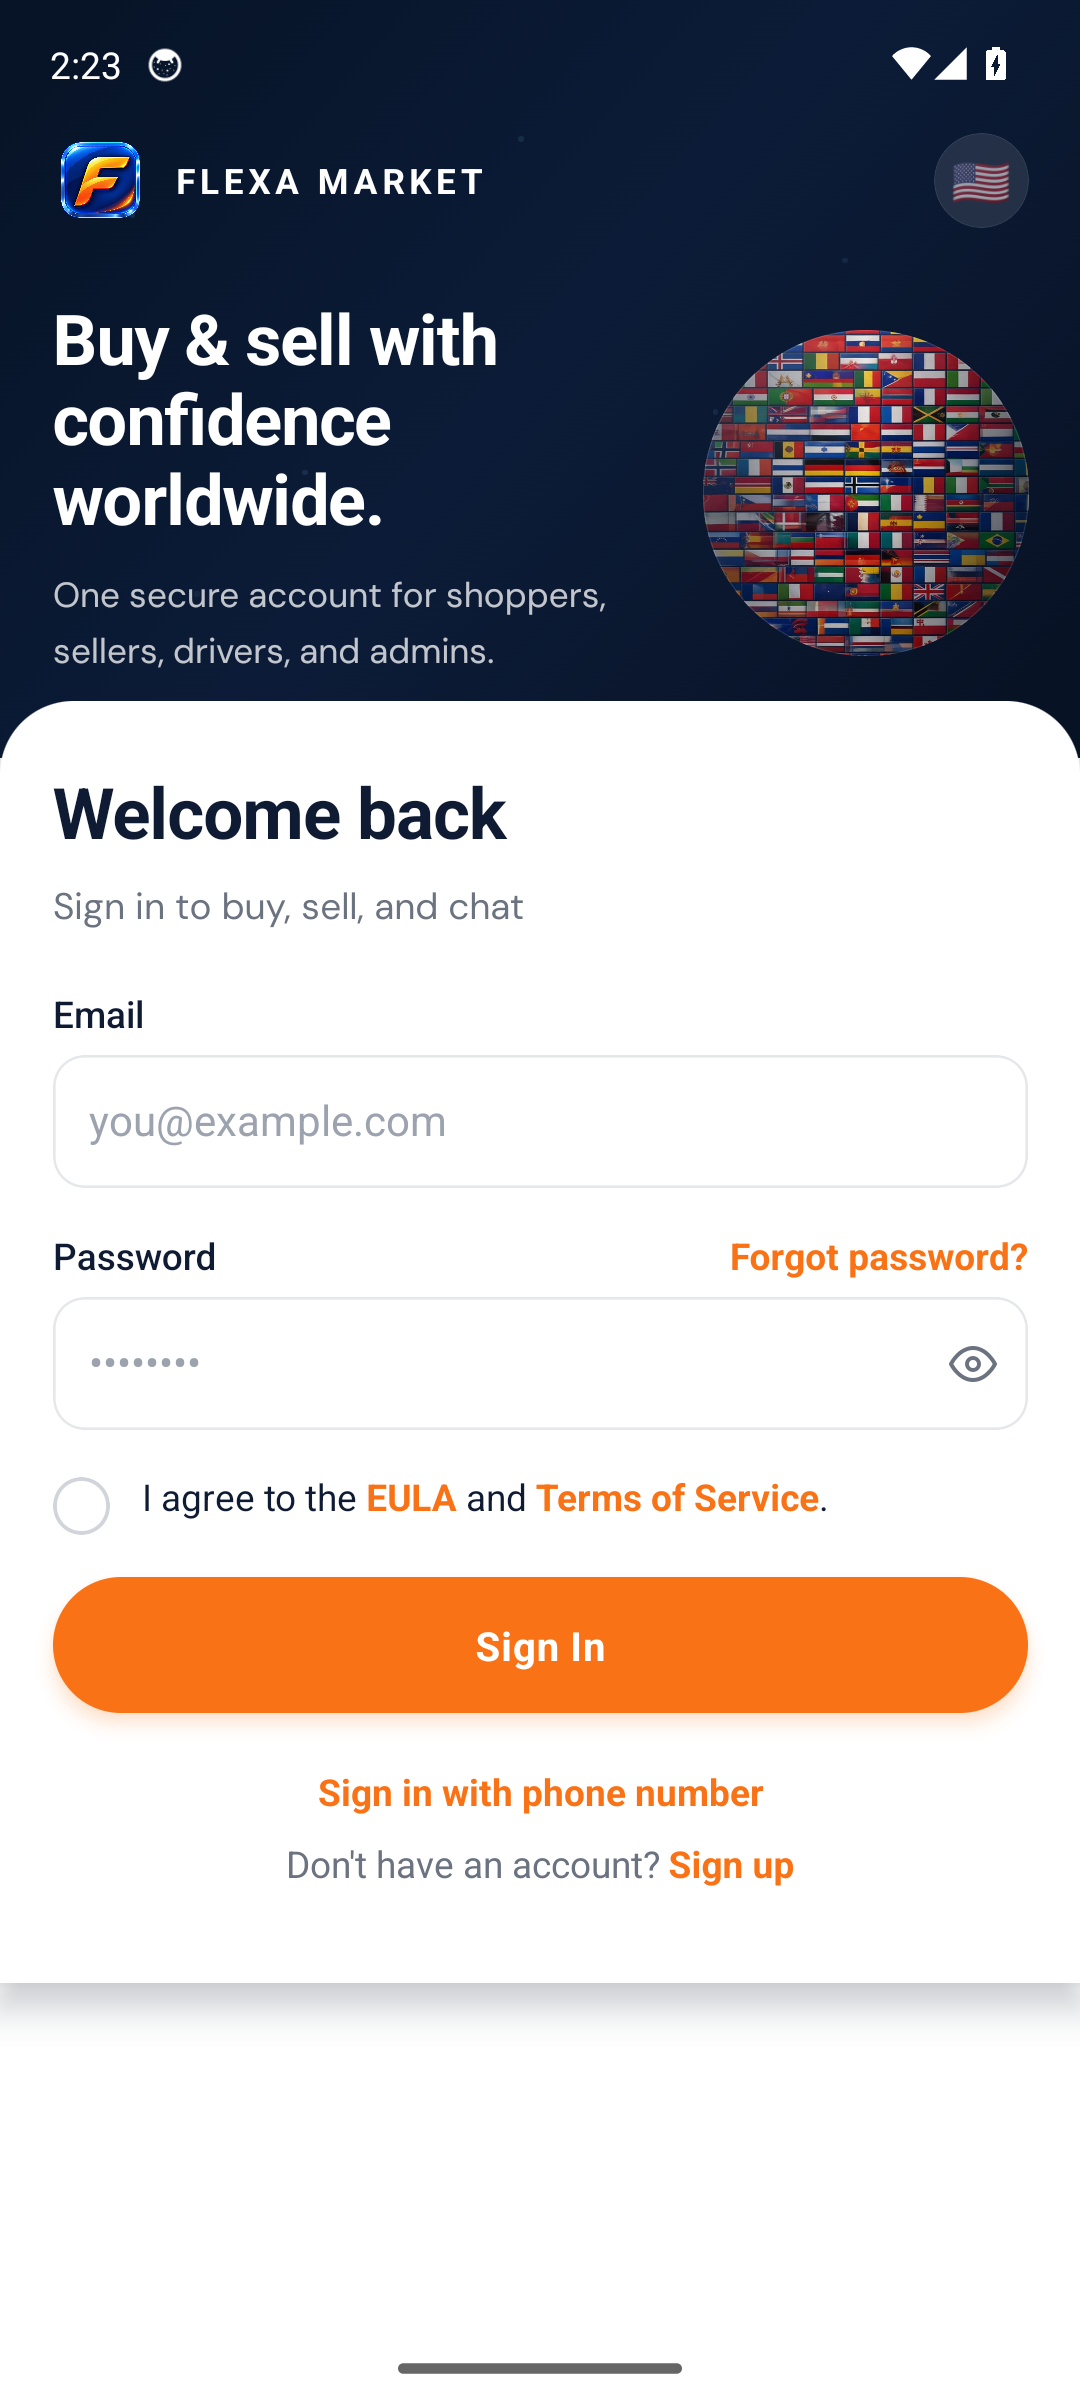 2:23
FLEXA MARKET
Buy & sell with
confidence
worldwide.
One secure account for shoppers,
sellers, drivers, and admins.
Welcome back
Sign in to buy, sell, and chat
Email
you@example.com
Password
Forgot password?
••••••••
I agree to the EULA and Terms of Service.
Sign In
Sign in with phone number
Don't have an account? Sign up